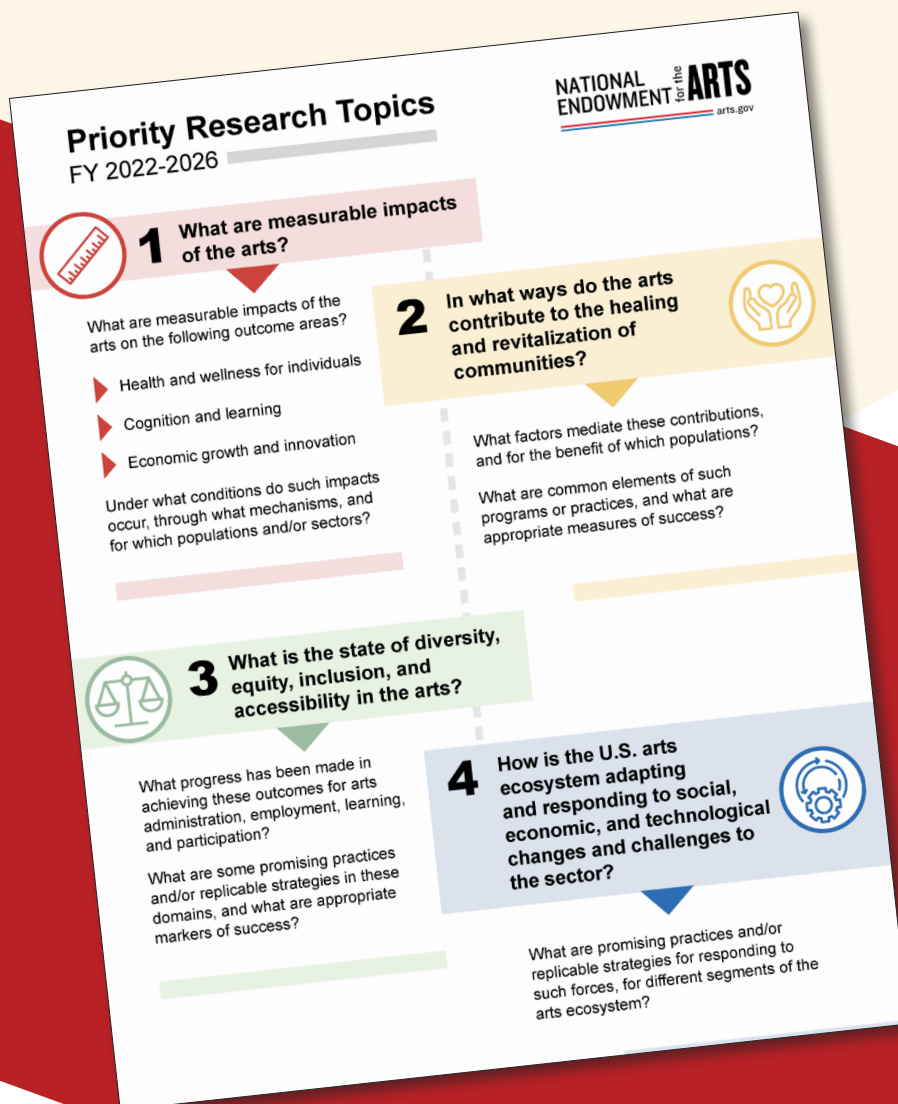 Priority Research Topics
FY 2022-2026
NATIONAL
ENDOWMENT for the ARTS
arts.gov
1 What are measurable impacts
of the arts?
What are measurable impacts of the
arts on the following outcome areas?
Health and wellness for individuals
Cognition and learning
Economic growth and innovation
Under what conditions do such impacts
occur, through what mechanisms, and
for which populations and/or sectors?
2 In what ways do the arts
contribute to the healing
and revitalization of
communities?
What factors mediate these contributions,
and for the benefit of which populations?
What are common elements of such
programs or practices, and what are
appropriate measures of success?
3 What is the state of diversity,
equity, inclusion, and
accessibility in the arts?
What progress has been made in
achieving these outcomes for arts
administration, employment, learning,
and participation?
What are some promising practices
and/or replicable strategies in these
domains, and what are appropriate
markers of success?
4 How is the U.S. arts
ecosystem adapting
and responding to social,
economic, and technological
changes and challenges to
the sector?
What are promising practices and/or
replicable strategies for responding to
such forces, for different segments of the
arts ecosystem?